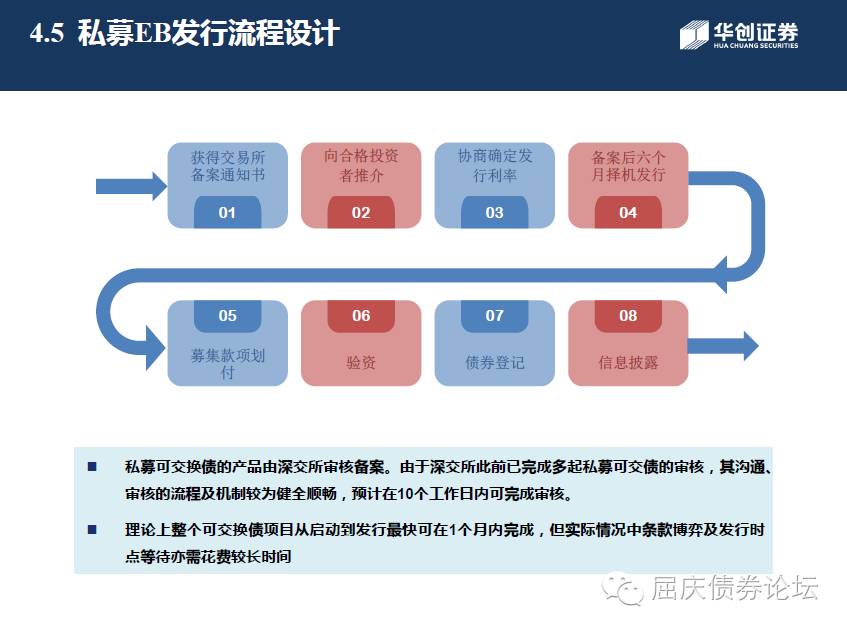 4.5 私募EB发行流程设计
华创证券
HUA CHUANG SECURITIES
获得交易所
备案通知书
01
向合格投资
者推介
02
协商确定发
行利率
03
备案后六个
月择机发行
04
05
募集款项划
付
06
验资
07
债券登记
08
信息披露
■ 私募可交换债的产品由深交所审核备案。由于深交所此前已完成多起私募可交债的审核，其沟通、
审核的流程及机制较为健全顺畅，预计在10个工作日内可完成审核。
■ 理论上整个可交换债项目从启动到发行最快可在1个月内完成，但实际情况中条款博弈及发行时
点等待亦需花费较长时间
屈庆债券论坛